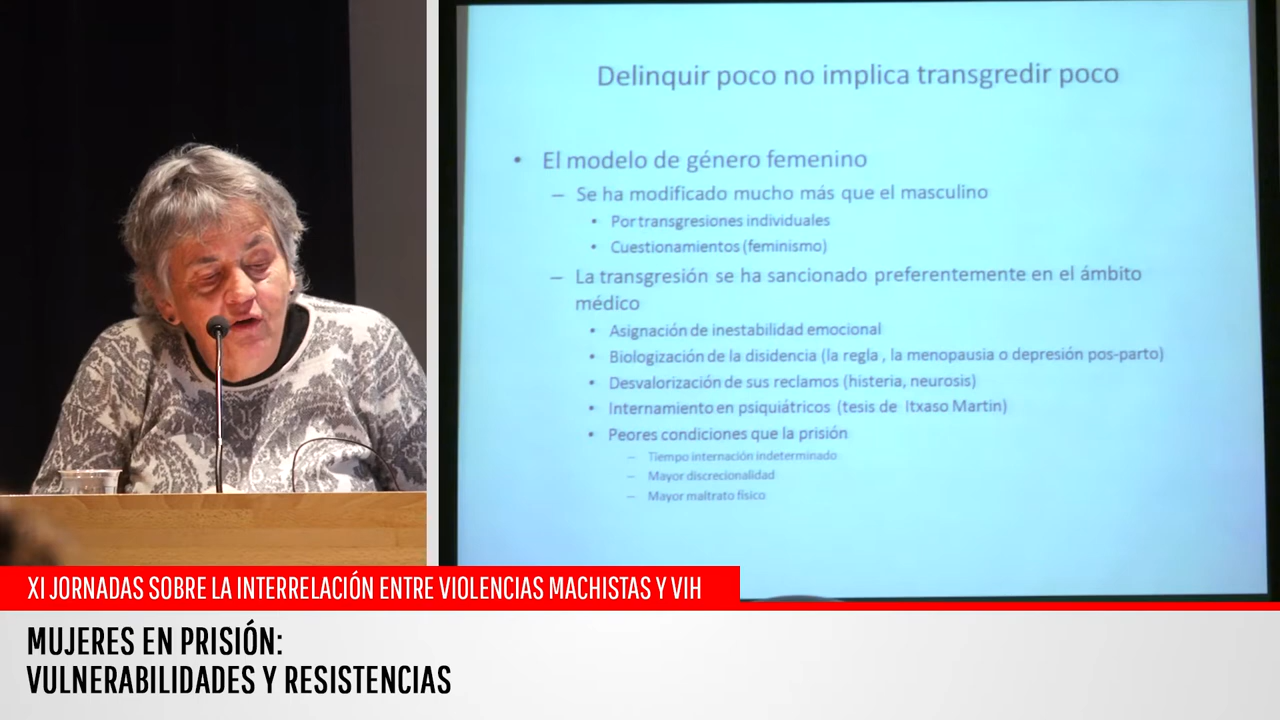 Delinquir poco no implica transgredir poco
• El modelo de género femenino
– Se ha modificado mucho más que el masculino
• Por transgresiones individuales
• Cuestionamientos (feminismo)
– La transgresión se ha sancionado preferentemente en el ámbito
médico
• Asignación de inestabilidad emocional
• Biologización de la disidencia (la regla , la menopausia o depresión pos-parto)
• Desvalorización de sus reclamos (histeria, neurosis)
• Internamiento en psiquiátricos (tesis de Itxaso Martin)
• Peores condiciones que la prisión
– Tiempo internación indeterminado
– Mayor discrecionalidad
– Mayor maltrato físico
XI JORNADAS SOBRE LA INTERRELACIÓN ENTRE VIOLENCIAS MACHISTAS Y VIH
MUJERES EN PRISIÓN:
VULNERABILIDADES Y RESISTENCIAS